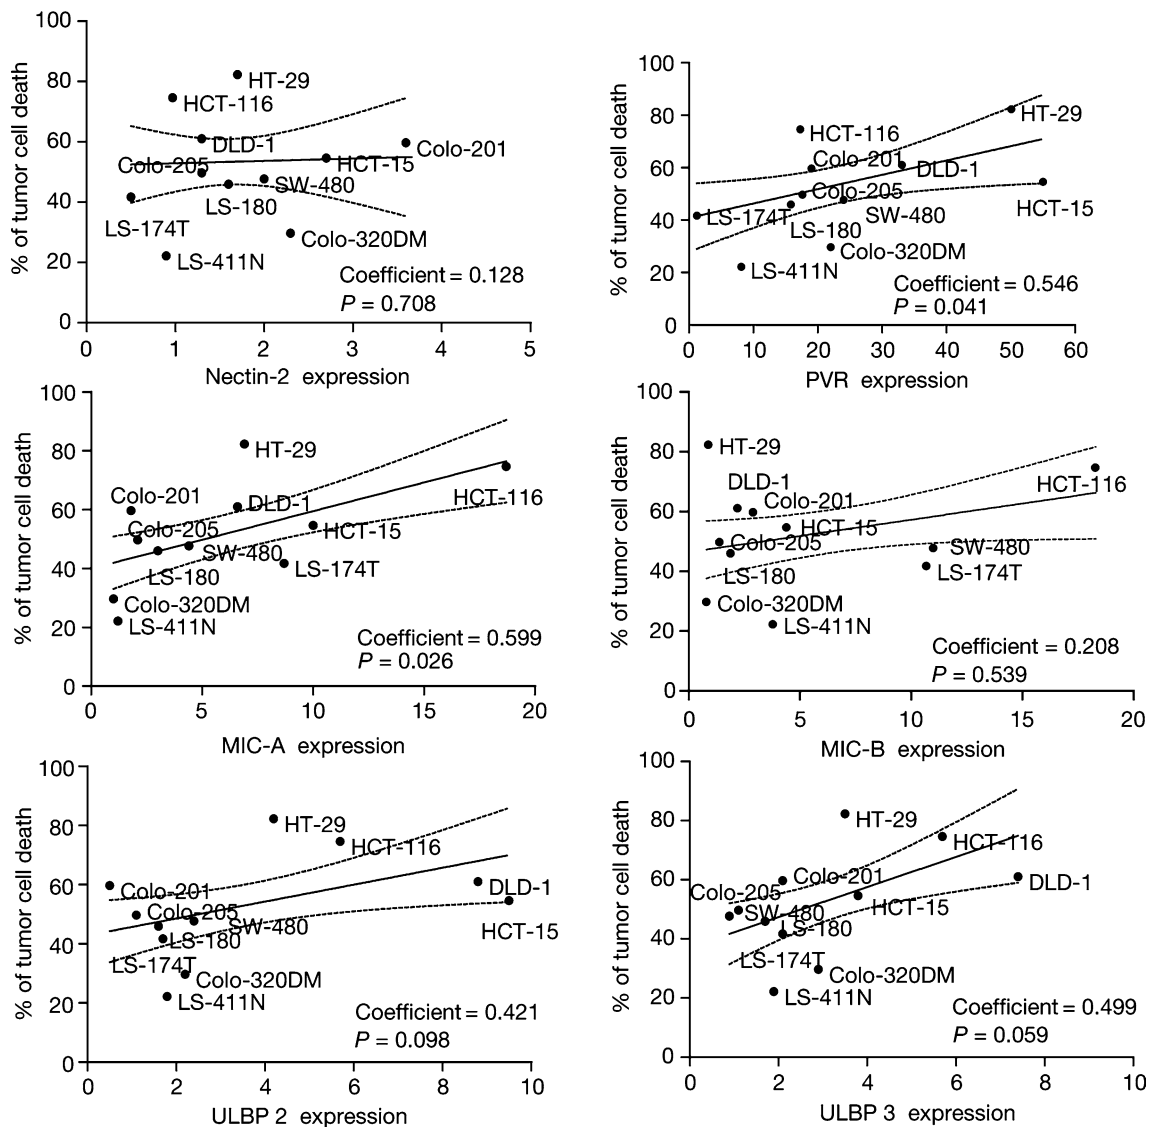 100
80
60
40
20
0
% of tumor cell death
HT-29
HCT-116
DLD-1
Colo-201
Colo-205
HCT-15
SW-480
LS-180
LS-174T
Colo-320DM
LS-411N
Coefficient = 0.128
P = 0.708
0 1 2 3 4 5
Nectin-2 expression
100
80
60
40
20
0
% of tumor cell death
HT-29
HCT-116
Colo-201
DLD-1
Colo-205
HCT-15
LS-174T
SW-480
LS-180
Colo-320DM
LS-411N
Coefficient = 0.546
P = 0.041
0 10 20 30 40 50 60
PVR expression
100
80
60
40
20
0
% of tumor cell death
HT-29
Colo-201
DLD-1
HCT-116
Colo-205
HCT-15
SW-480
LS-180
LS-174T
Colo-320DM
LS-411N
Coefficient = 0.599
P = 0.026
0 5 10 15 20
MIC-A expression
100
80
60
40
20
0
% of tumor cell death
HT-29
DLD-1
HCT-116
Colo-201
HCT-15
Colo-205
SW-480
LS-180
LS-174T
Colo-320DM
LS-411N
Coefficient = 0.208
P = 0.539
0 5 10 15 20
MIC-B expression
100
80
60
40
20
0
% of tumor cell death
HT-29
HCT-116
Colo-201
DLD-1
Colo-205
SW-480
HCT-15
LS-180
LS-174T
Colo-320DM
LS-411N
Coefficient = 0.421
P = 0.098
0 2 4 6 8 10
ULBP 2 expression
100
80
60
40
20
0
% of tumor cell death
HT-29
HCT-116
Colo-201
DLD-1
Colo-205
HCT-15
SW-480
LS-180
LS-174T
Colo-320DM
LS-411N
Coefficient = 0.499
P = 0.059
0 2 4 6 8 10
ULBP 3 expression